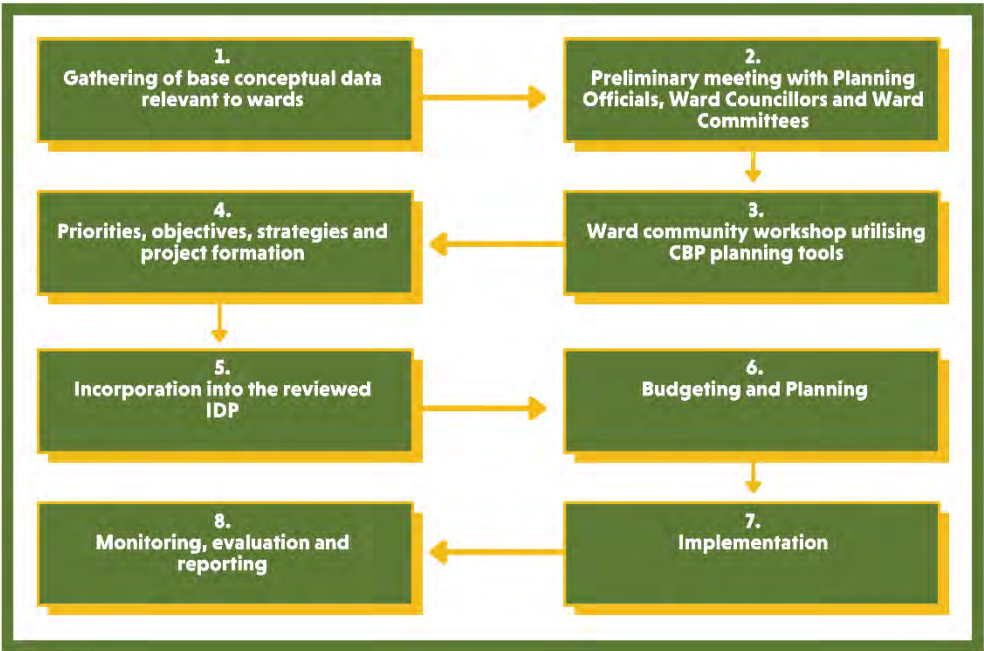 1.
Gathering of base conceptual data
relevant to wards
2.
Preliminary meeting with Planning
Officials, Ward Councillors and Ward
Committees
3.
Ward community workshop utilising
CBP planning tools
4.
Priorities, objectives, strategies and
project formation
5.
Incorporation into the reviewed
IDP
6.
Budgeting and Planning
7.
Implementation
8.
Monitoring, evaluation and
reporting